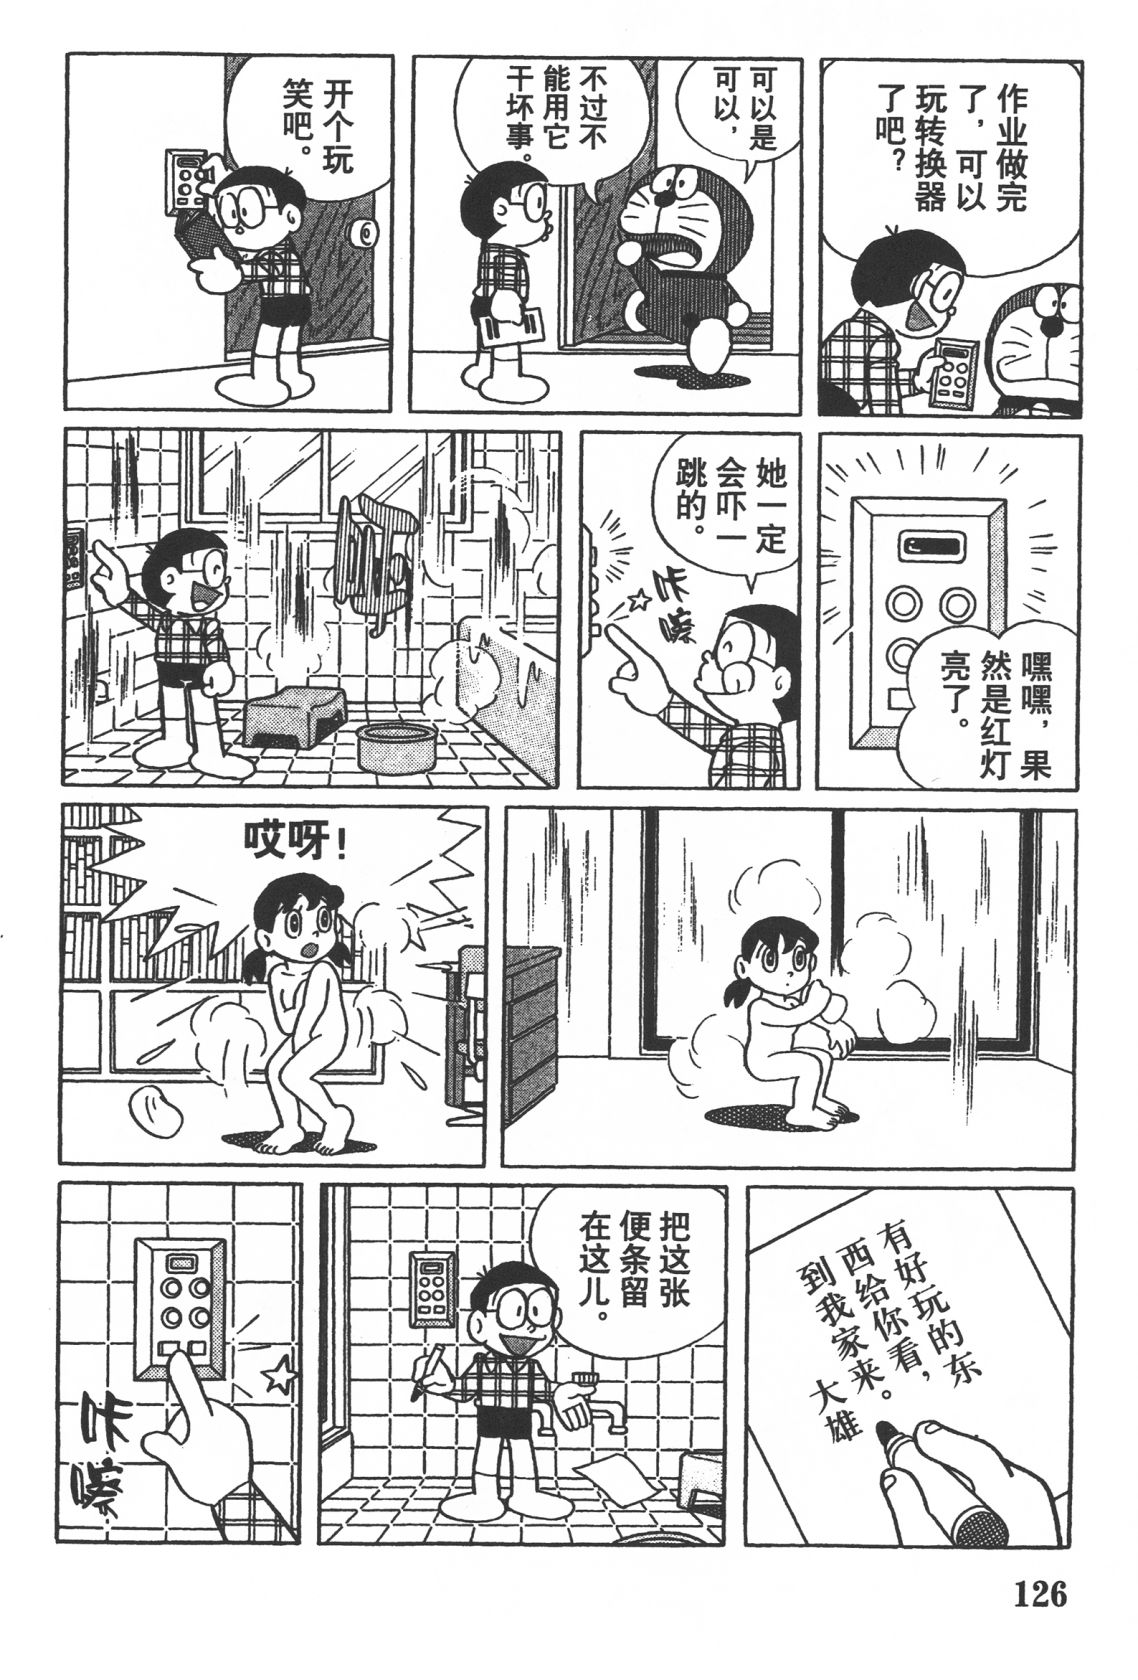 作业做完
了，可以
玩转换器
了吧？
可以是
可以，
不过不
能用它
干坏事。
开个玩
笑吧。
嘿嘿，果
然是红灯
亮了。
她一定
会吓一
跳的。
咔
嚓
哎呀！
有好玩的东
西给你看，
到我家来。
大雄
把这张
便条留
在这儿。
咔
嚓
126